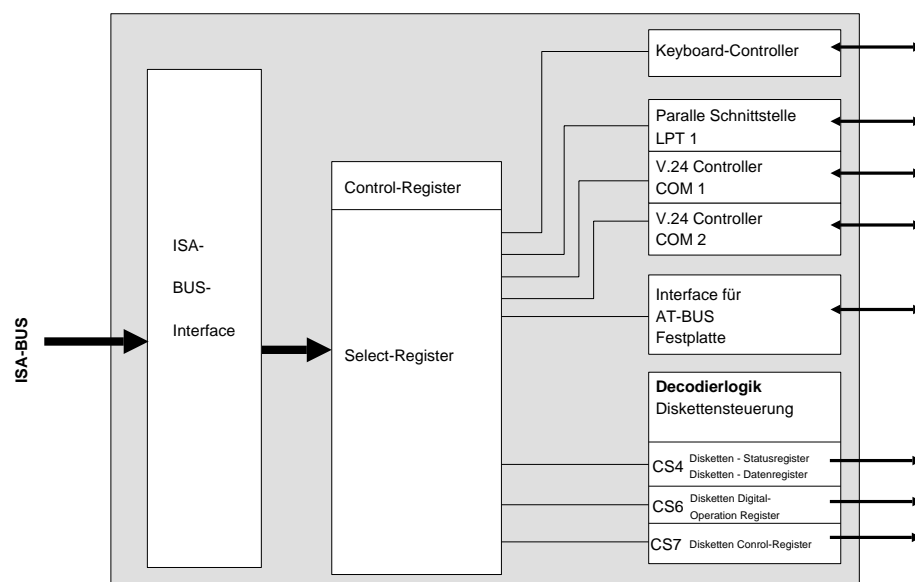 ISA-BUS
ISA-
BUS-
Interface
Control-Register
Select-Register
Keyboard-Controller
Paralle Schnittstelle
LPT 1
V.24 Controller
COM 1
V.24 Controller
COM 2
Interface für
AT-BUS
Festplatte
Decodierlogik
Diskettensteuerung
CS4 Disketten - Statusregister
Disketten - Datenregister
CS6 Disketten Digital-
Operation Register
CS7 Disketten Conrol-Register